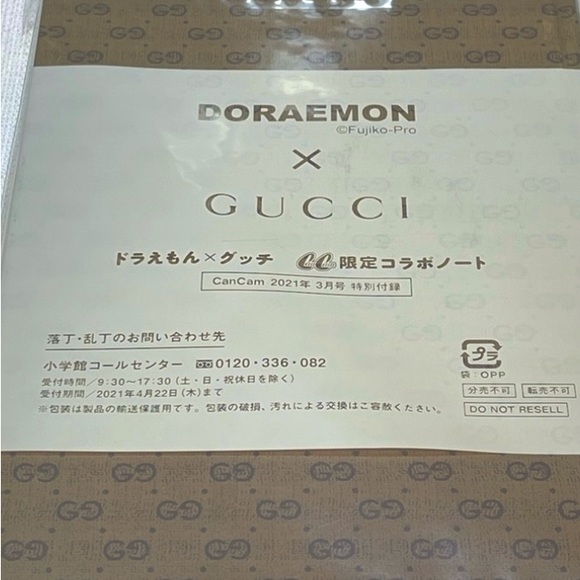 DORAEMON
©Fujiko-Pro
×
GUCCI
ドラえもん×グッチ CC限定コラボノート
CanCam 2021年 3月号 特別付録
落丁・乱丁のお問い合わせ先
小学館コールセンター 0120・336・082
受付時間／9：30〜17：30（土・日・祝休日を除く）
受付期間／2021年4月22日（木）まで
※包装は製品の輸送保護用です。包装の破損、汚れによる交換はご容赦ください。
プラ
袋：OPP
分売不可 転売不可
DO NOT RESELL